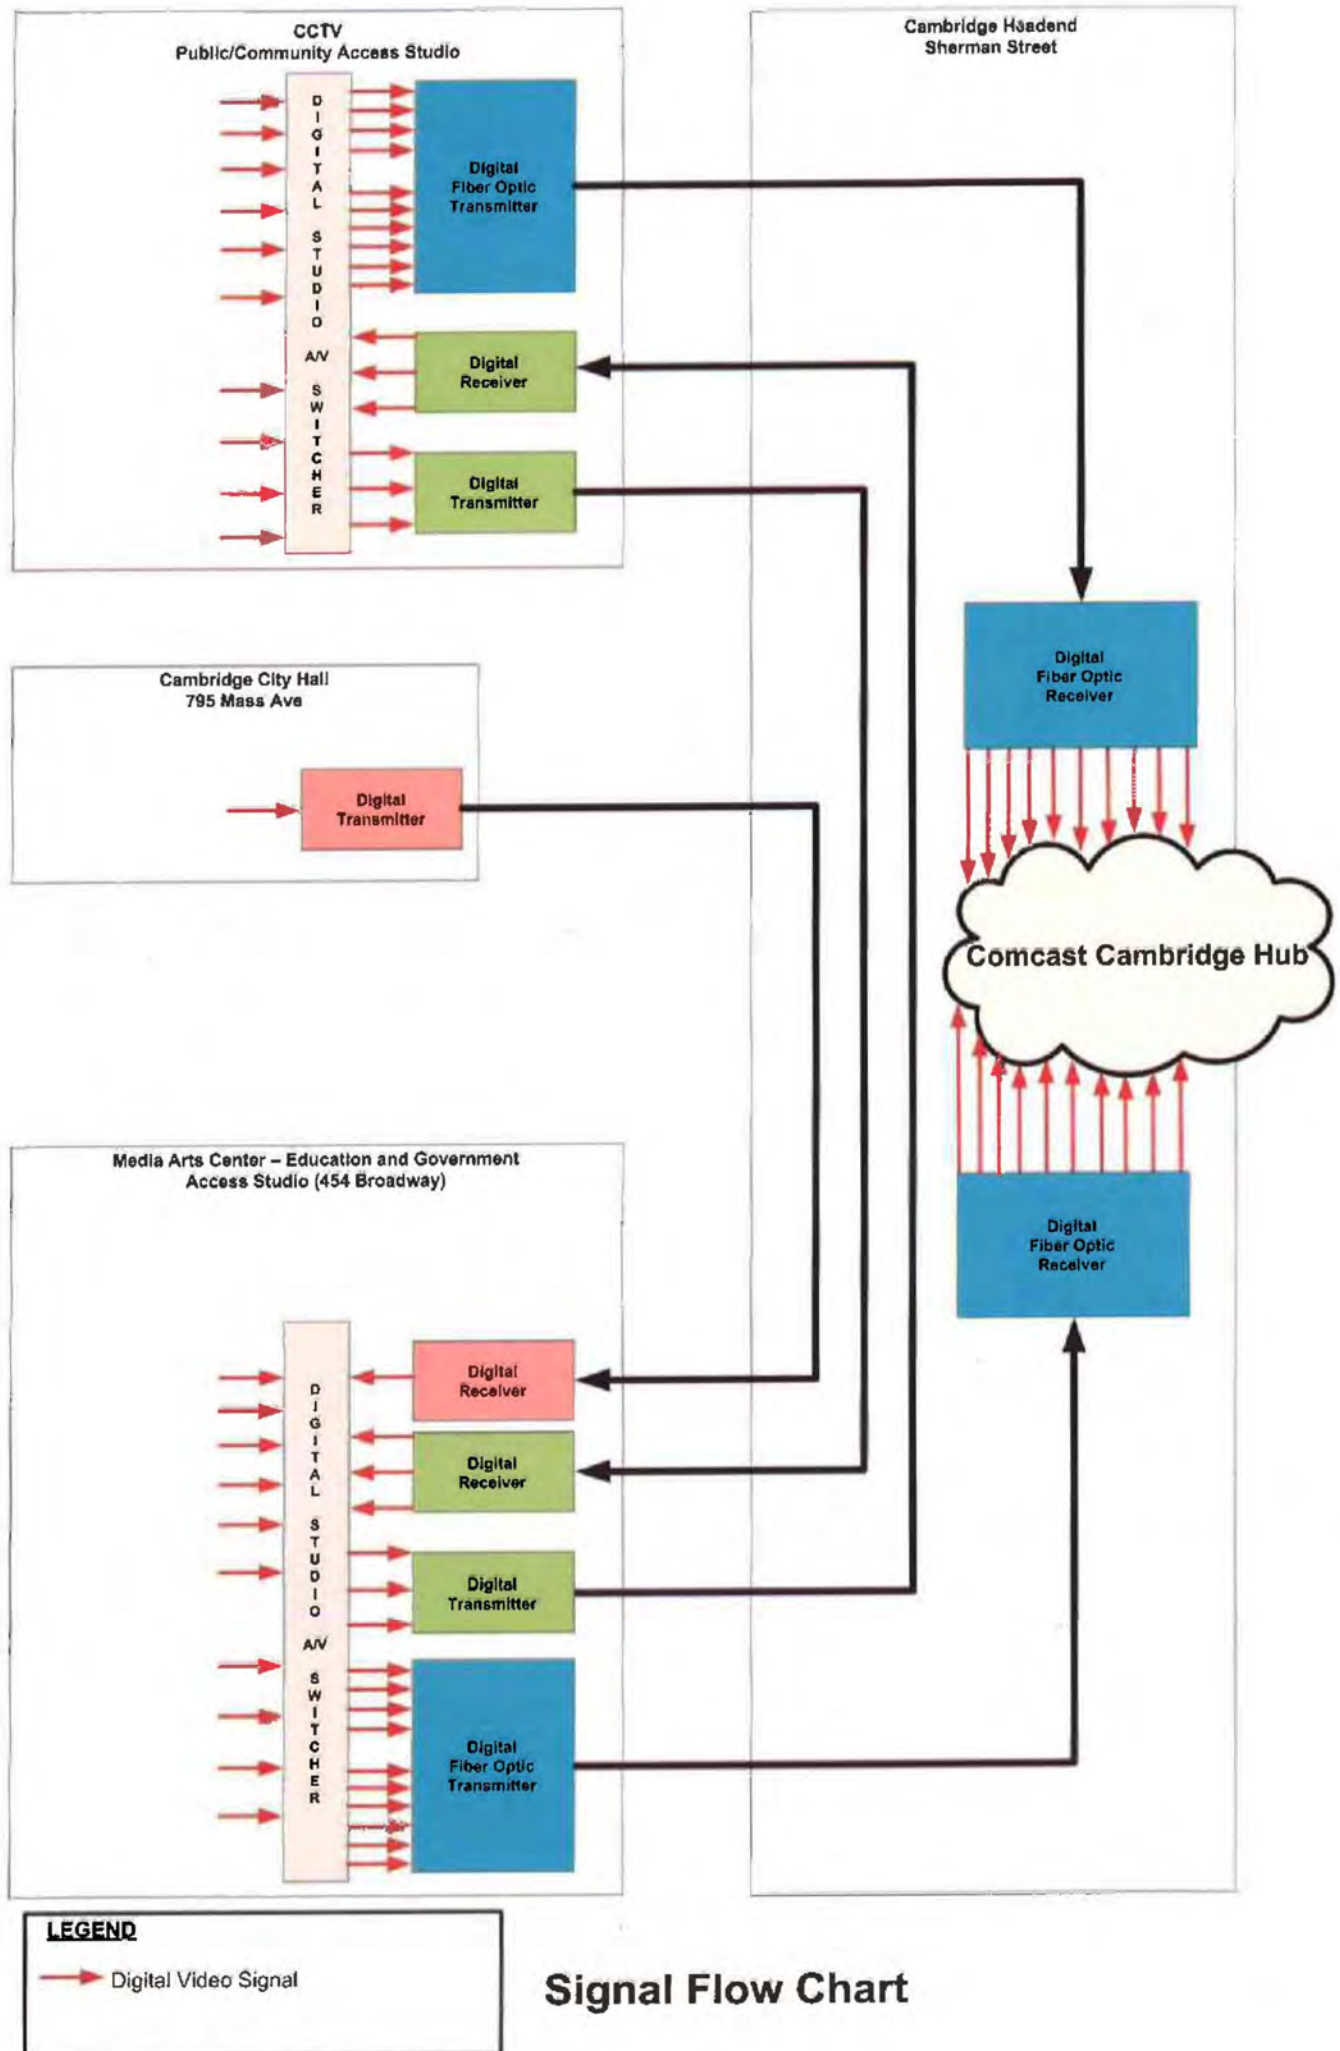 CCTV
Public/Community Access Studio
DIGITAL STUDIO A/V SWITCHER
Digital
Fiber Optic
Transmitter
Digital
Receiver
Digital
Transmitter
Cambridge Headend
Sherman Street
Digital
Fiber Optic
Receiver
Cambridge City Hall
795 Mass Ave
Digital
Transmitter
Comcast Cambridge Hub
Media Arts Center – Education and Government
Access Studio (454 Broadway)
Digital
Fiber Optic
Receiver
DIGITAL STUDIO A/V SWITCHER
Digital
Receiver
Digital
Receiver
Digital
Transmitter
Digital
Fiber Optic
Transmitter
LEGEND
Digital Video Signal
Signal Flow Chart